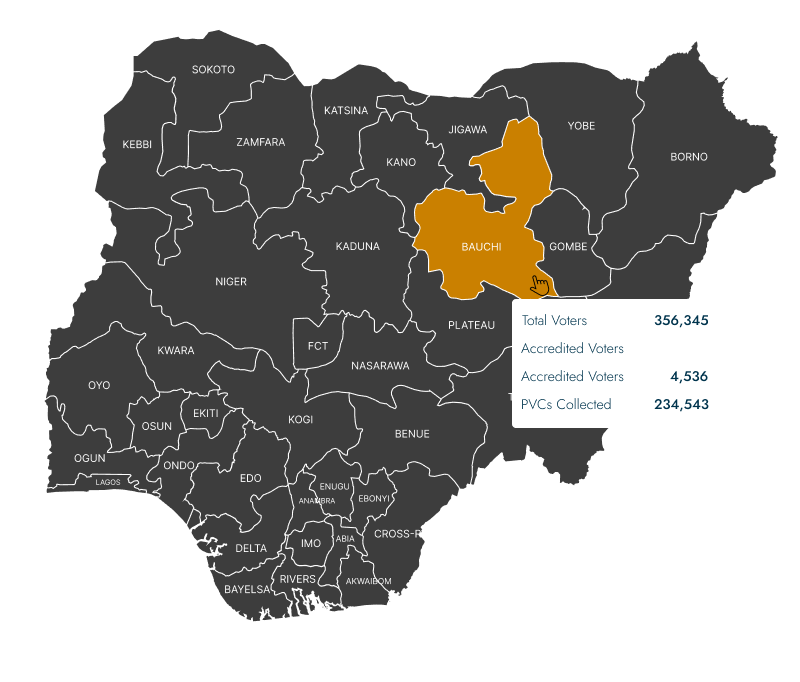 SOKOTO
KATSINA
JIGAWA
YOBE
KEBBI
ZAMFARA
KANO
BORNO
KADUNA
BAUCHI
GOMBE
NIGER
FCT
PLATEAU
KWARA
NASARAWA
Total Voters 356,345
Accredited Voters
Accredited Voters 4,536
PVCs Collected 234,543
OYO
OSUN
EKITI
KOGI
BENUE
OGUN
ONDO
LAGOS
EDO
ENUGU
ANAMBRA
EBONYI
CROSS-R
DELTA
IMO
ABIA
BAYELSA
RIVERS
AKWAIBOM